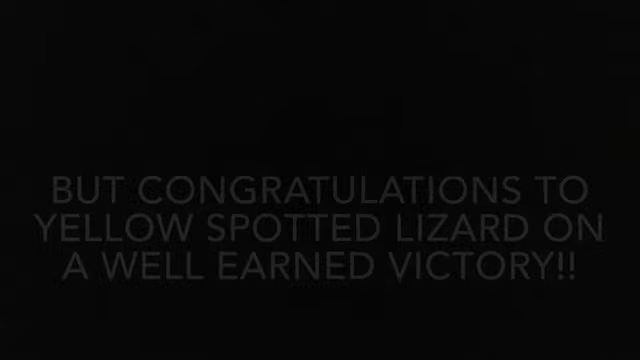 BUT CONGRATULATIONS TO
YELLOW SPOTTED LIZARD ON
A WELL EARNED VICTORY!!